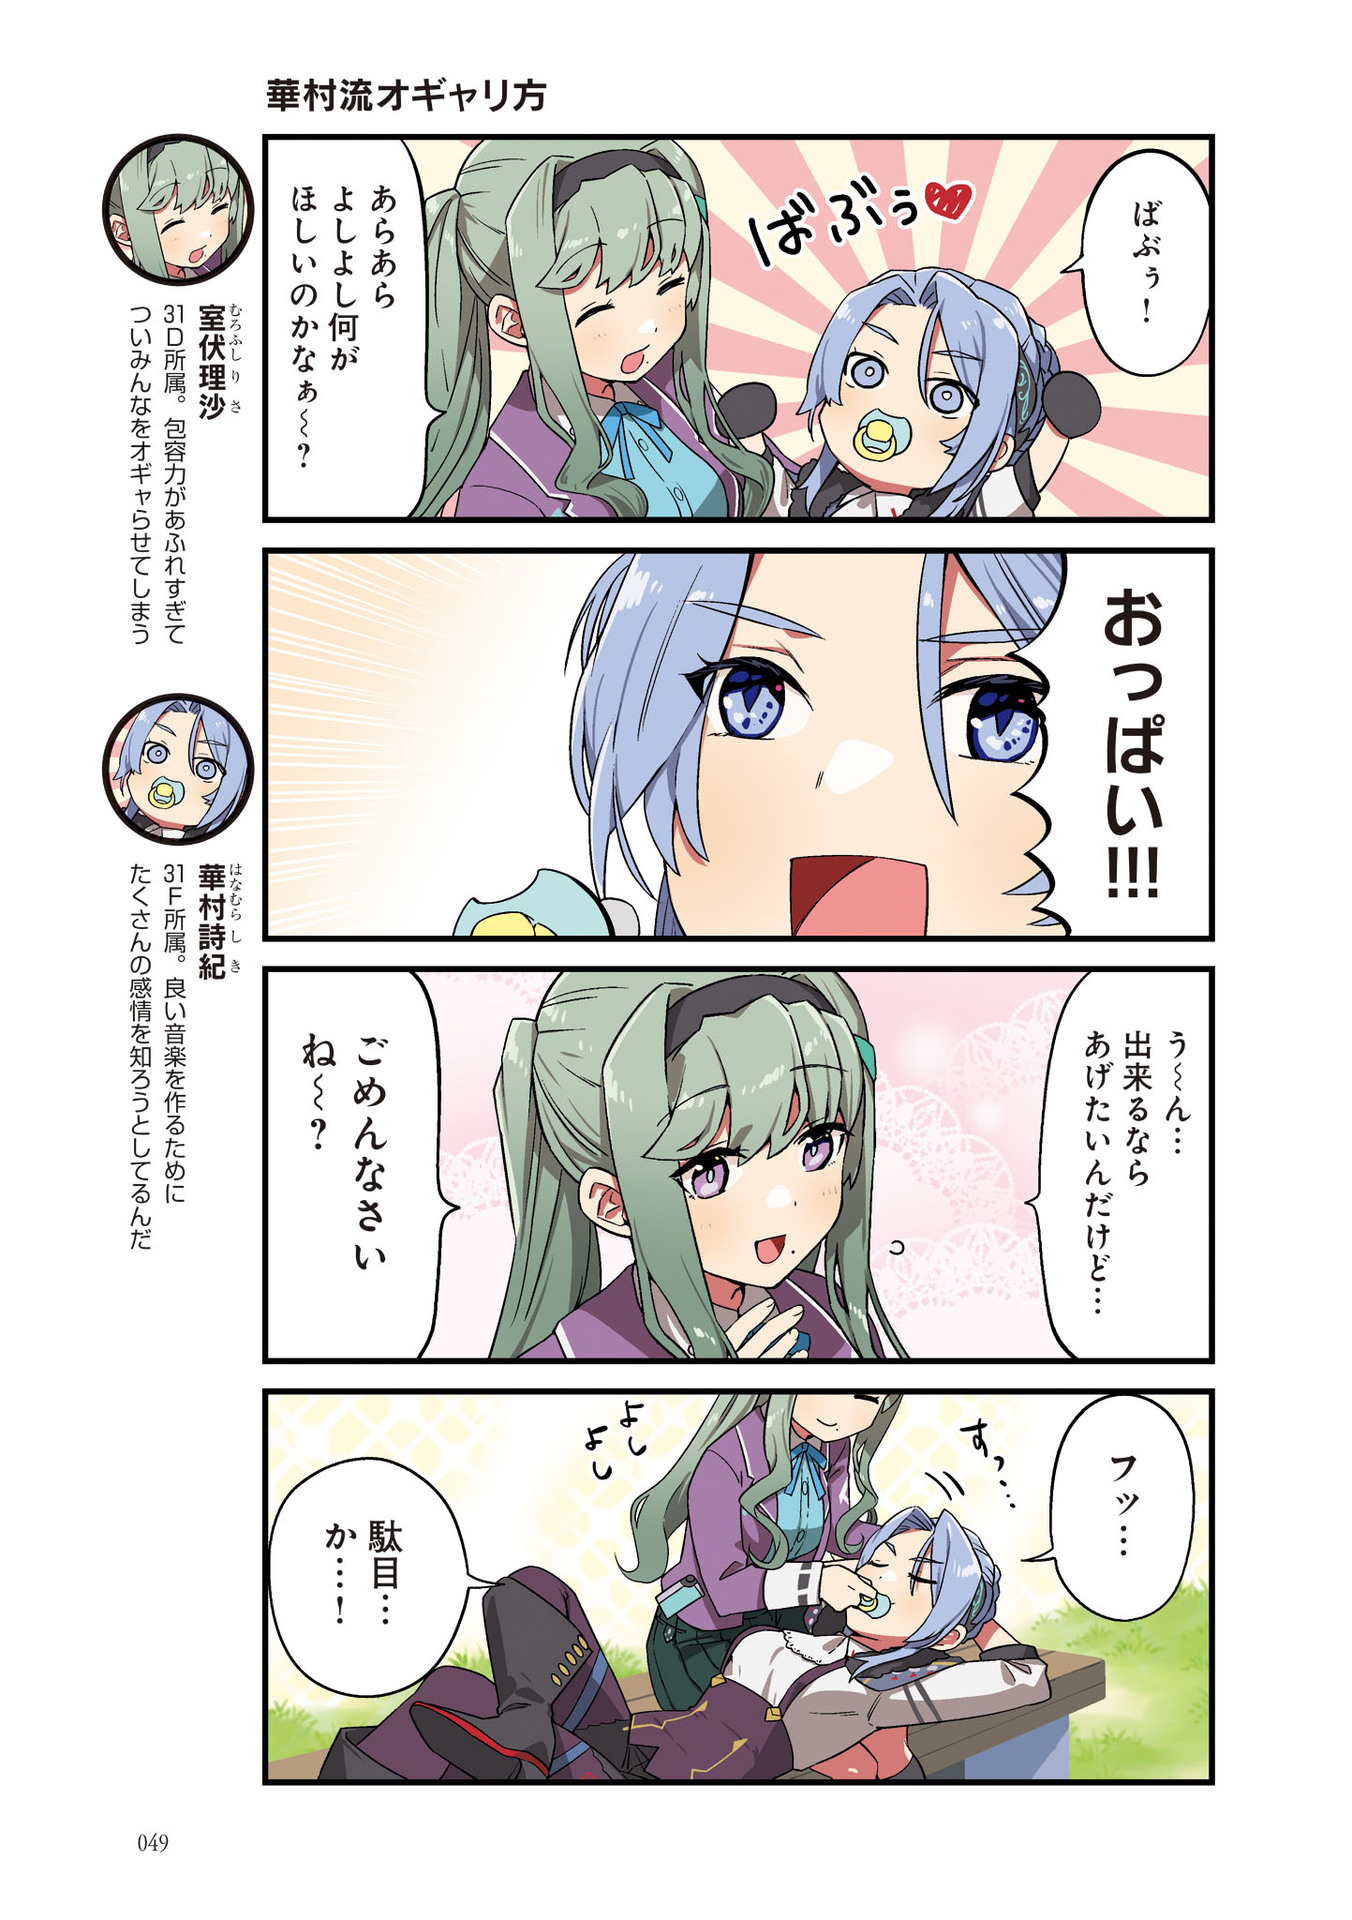 華村流オギャリ方
ばぶぅ！
ばぶぅ♥
あらあら
よしよし何が
ほしいのかなぁ〜？
おっぱい!!!
う〜ん…
出来るなら
あげたいんだけど…
ごめんなさい
ね〜？
フッ…
すっ…
よし
よし
駄目…
か…！
むろふしりさ
室伏理沙
31D所属。包容力があふれすぎて
ついみんなをオギャらせてしまう
はなむらしき
華村詩紀
31F所属。良い音楽を作るために
たくさんの感情を知ろうとしてるんだ
049